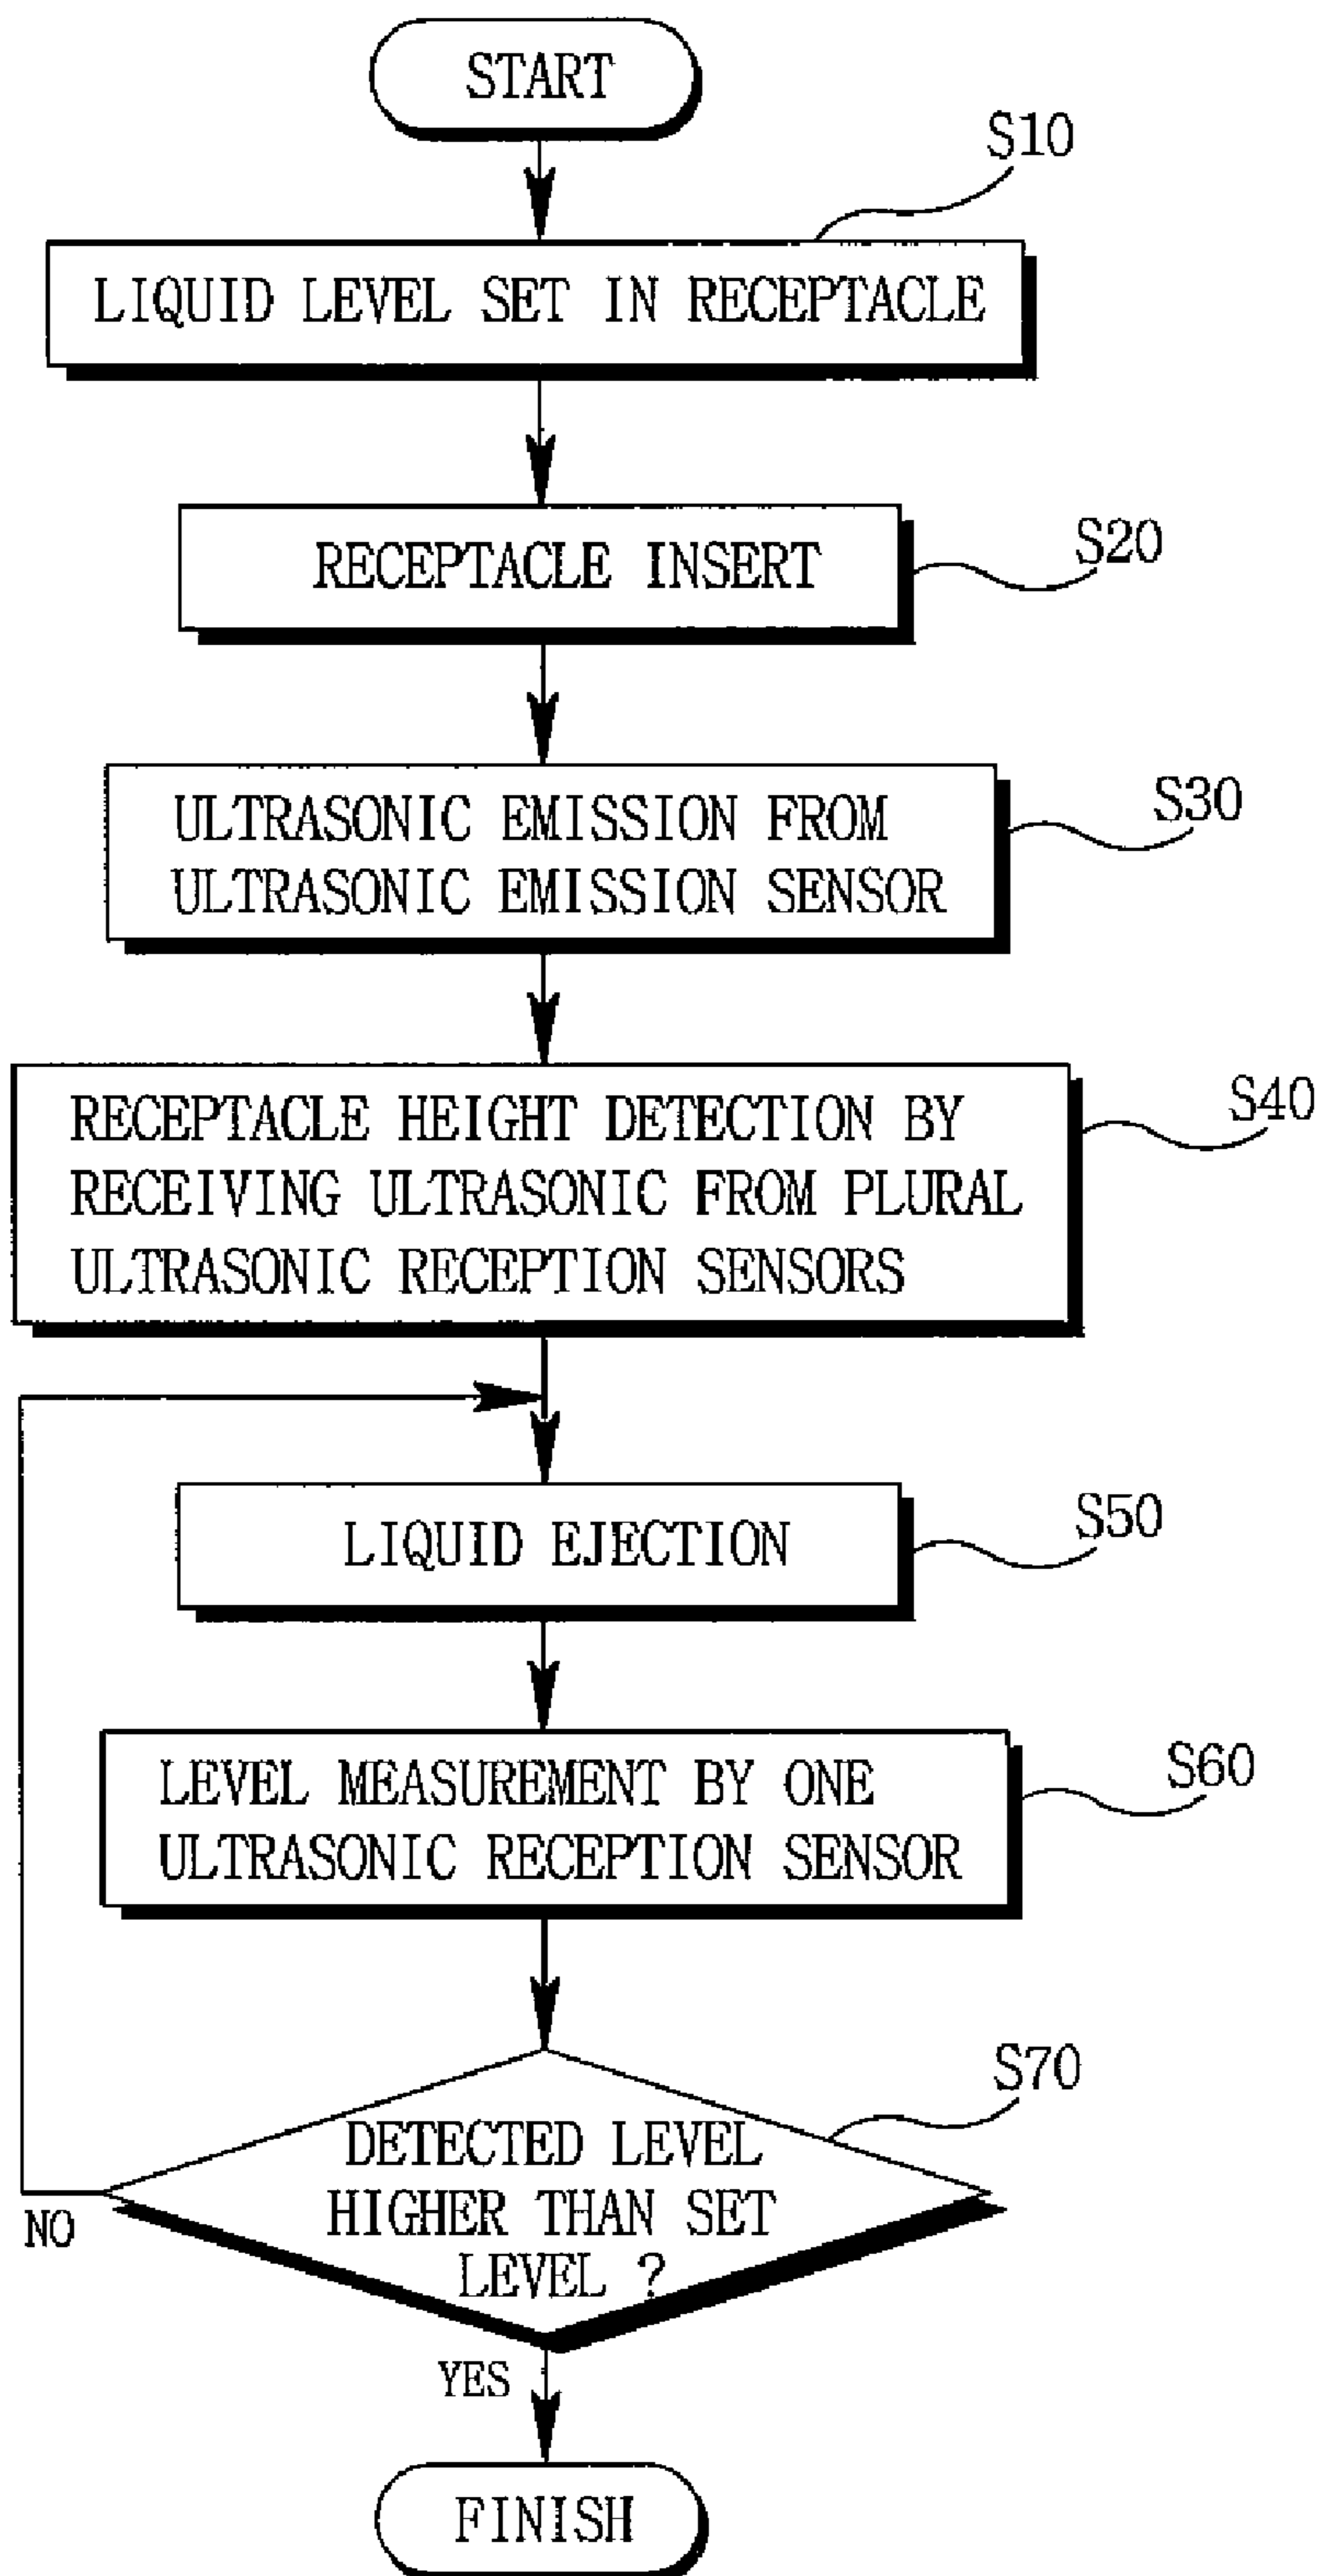 START
S10
LIQUID LEVEL SET IN RECEPTACLE
RECEPTACLE INSERT
S20
ULTRASONIC EMISSION FROM
ULTRASONIC EMISSION SENSOR
S30
RECEPTACLE HEIGHT DETECTION BY
RECEIVING ULTRASONIC FROM PLURAL
ULTRASONIC RECEPTION SENSORS
S40
LIQUID EJECTION
S50
LEVEL MEASUREMENT BY ONE
ULTRASONIC RECEPTION SENSOR
S60
S70
DETECTED LEVEL
HIGHER THAN SET
LEVEL ?
NO
YES
FINISH